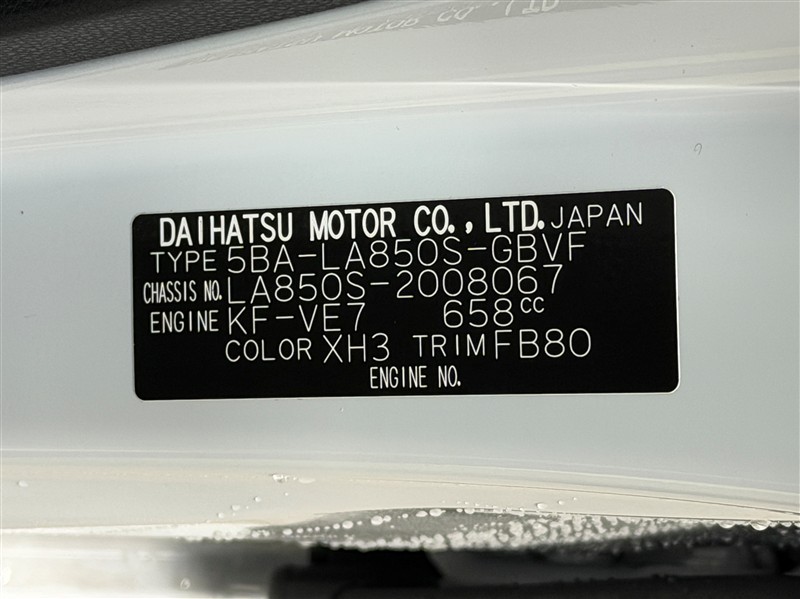 DAIHATSU MOTOR CO., LTD. JAPAN
TYPE 5BA-LA850S-GBVF
CHASSIS NO. LA850S-2008067
ENGINE KF-VE7 658cc
COLOR XH3 TRIM FB80
ENGINE NO.